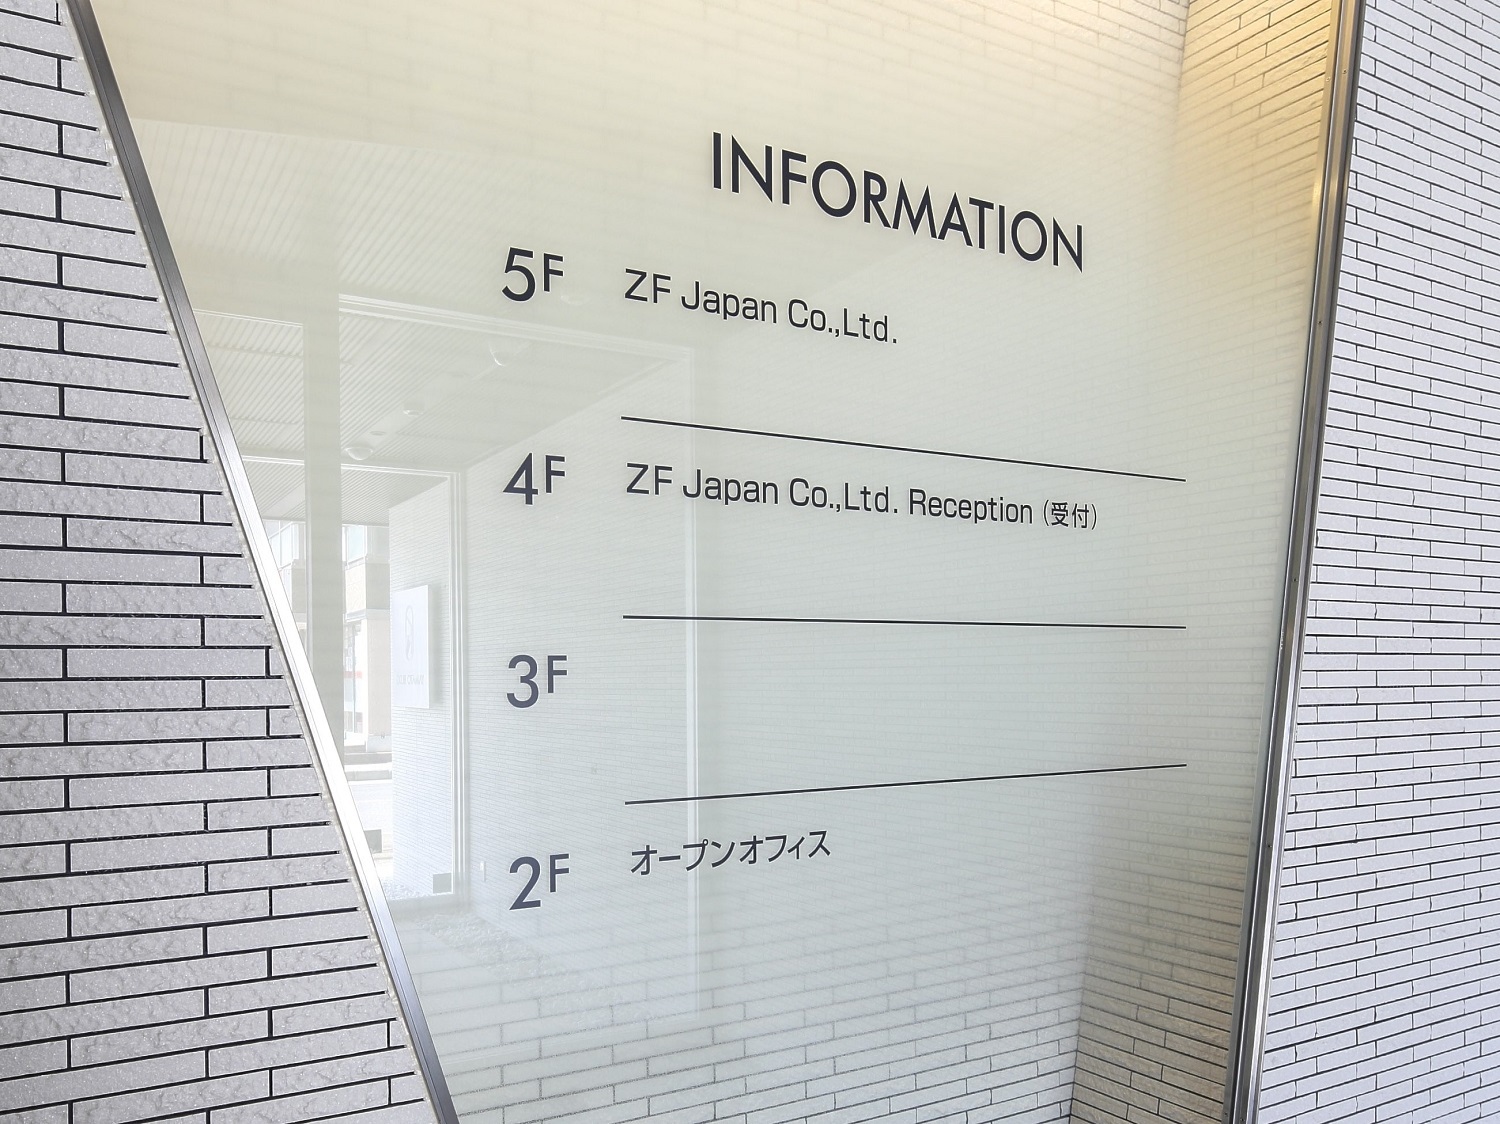 INFORMATION
5F ZF Japan Co.,Ltd.
4F ZF Japan Co.,Ltd. Reception (受付)
3F
2F オープンオフィス